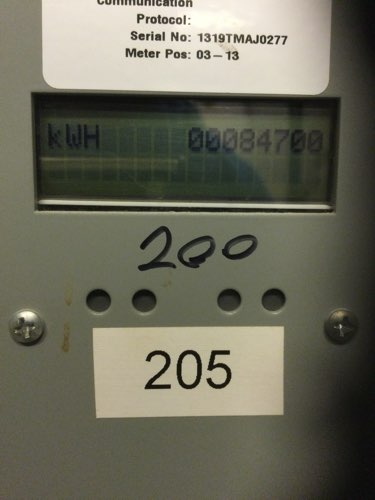 Communication
Protocol:
Serial No: 1319TMAJ0277
Meter Pos: 03-13
kWH 00084700
200
205